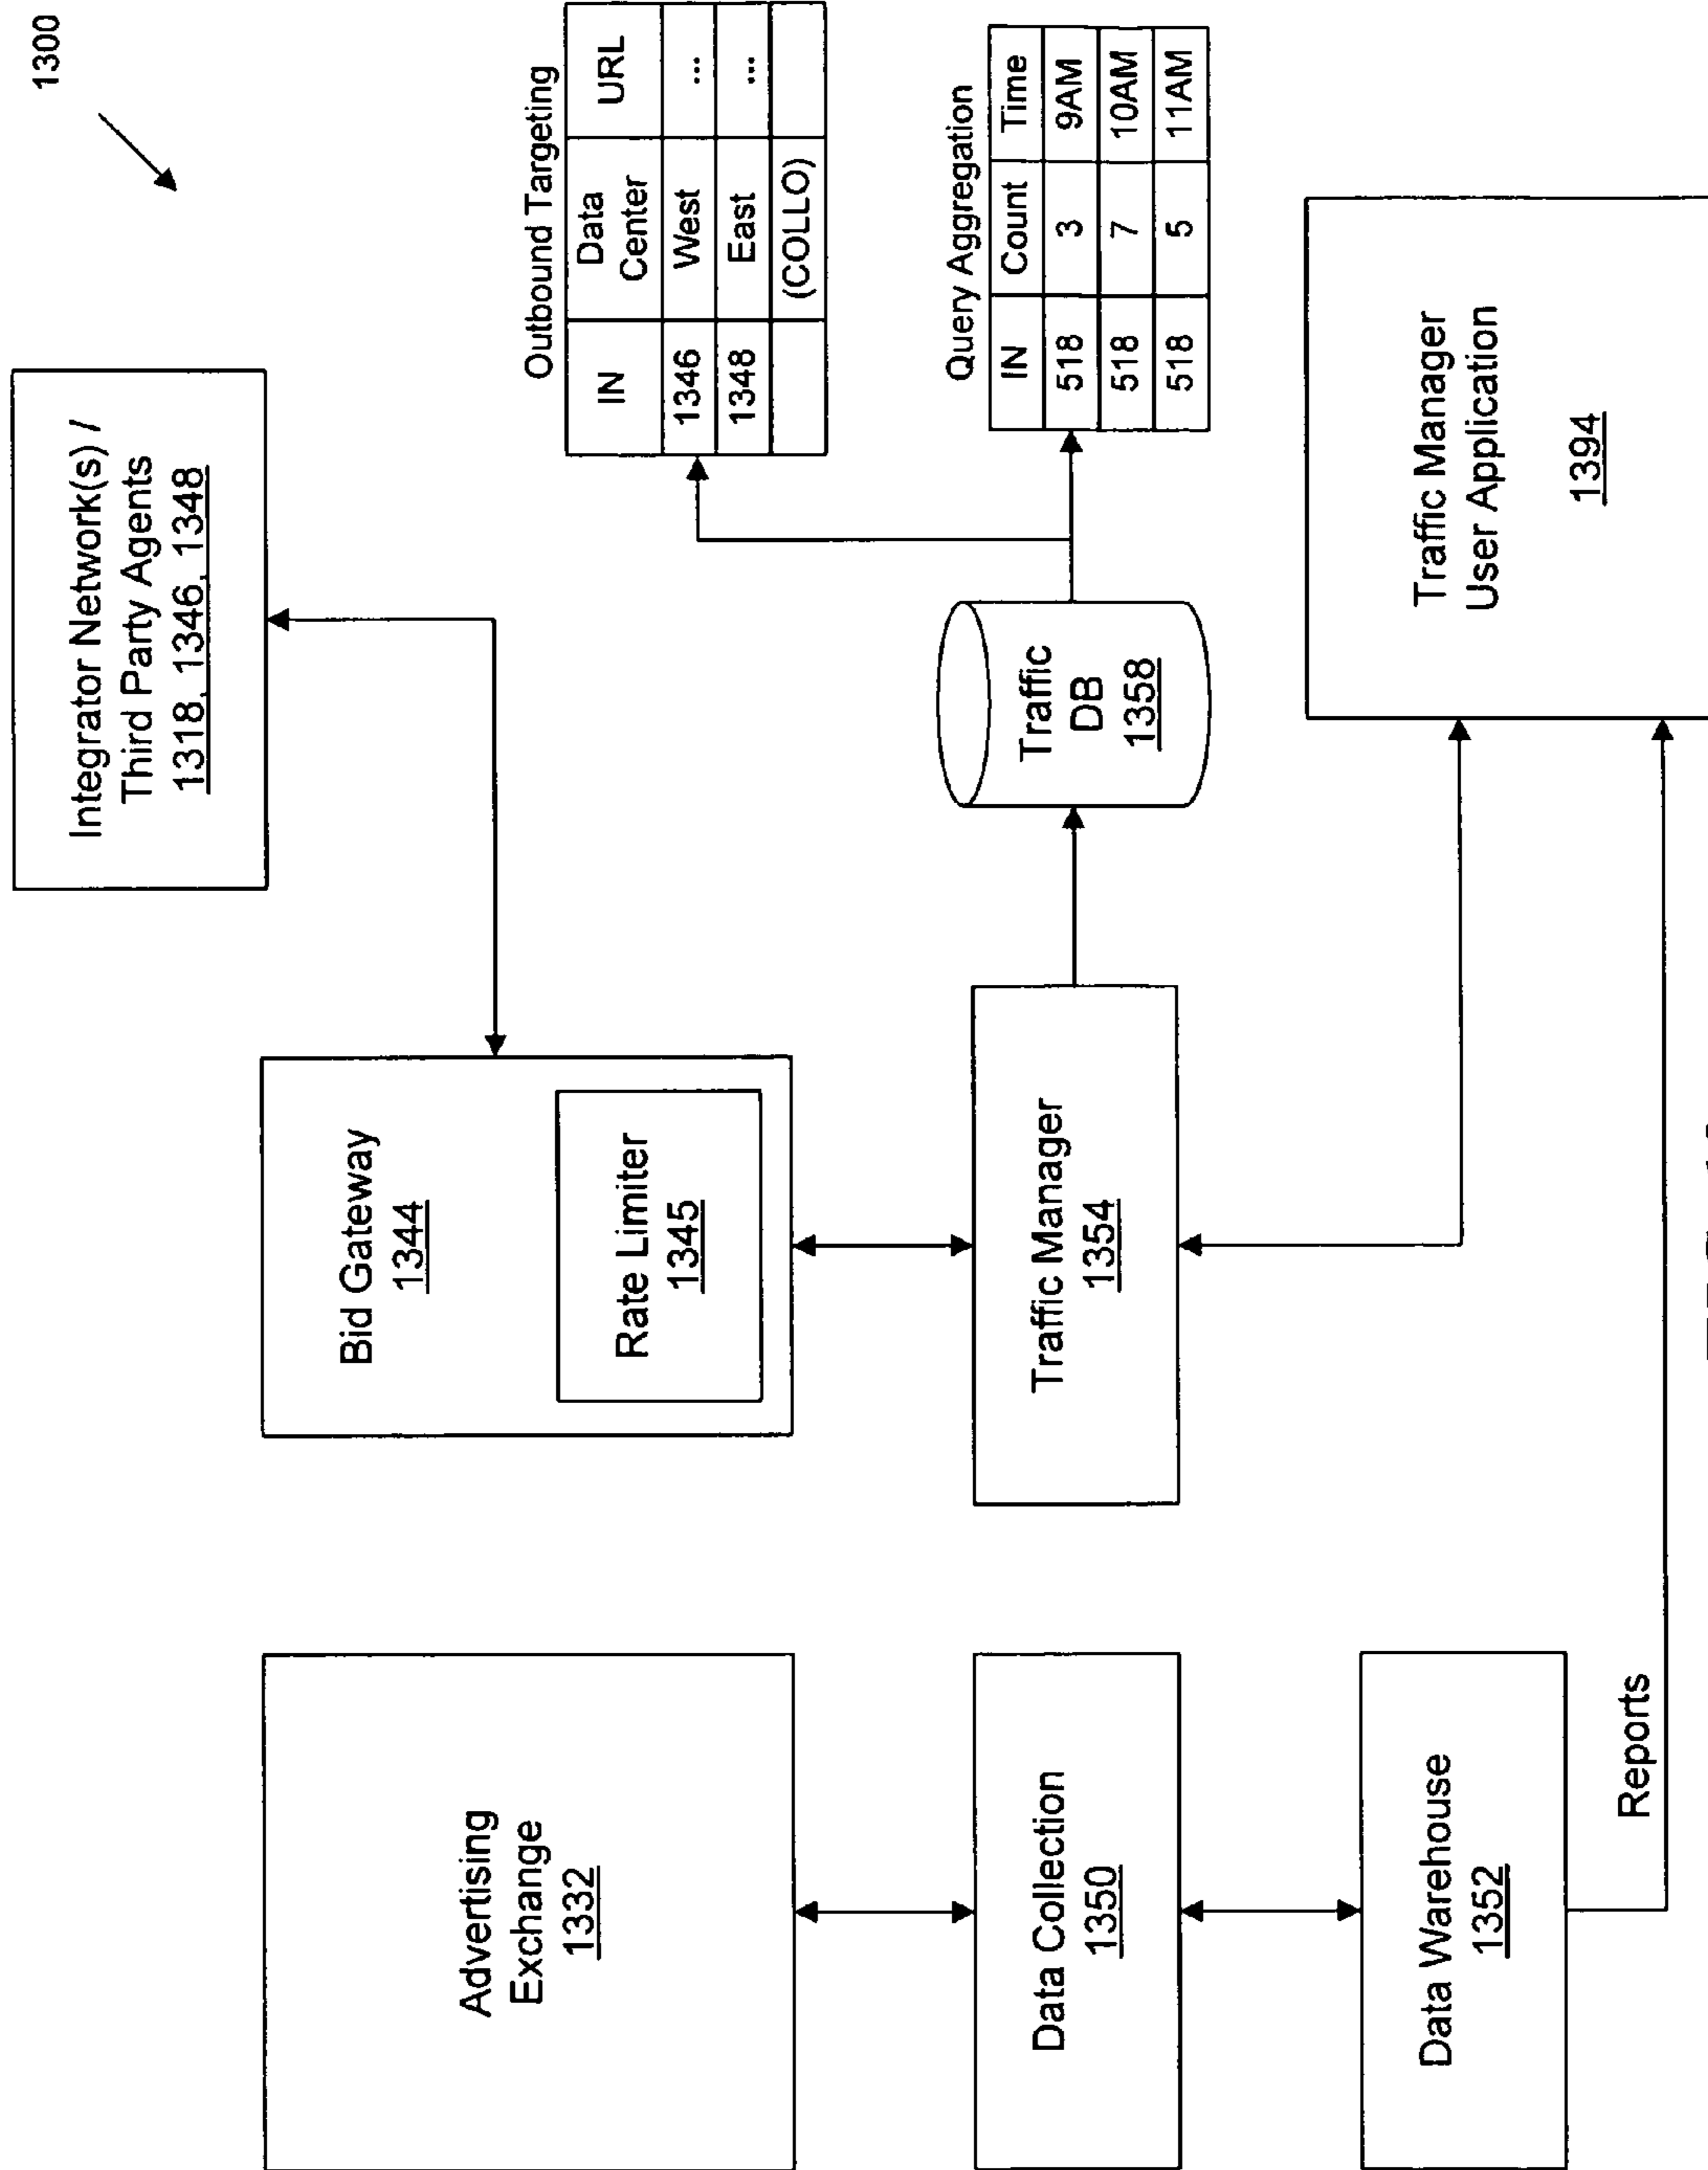 1300
Integrator Network(s) /
Third Party Agents
1318, 1346, 1348
Outbound Targeting
IN Data Center URL
1346 West ...
1348 East ...
(COLLO)
Query Aggregation
IN Count Time
518 3 9AM
518 7 10AM
518 5 11AM
Bid Gateway
1344
Rate Limiter
1345
Traffic Manager
1354
Traffic
DB
1358
Traffic Manager
User Application
1394
Advertising
Exchange
1332
Data Collection
1350
Data Warehouse
1352
Reports